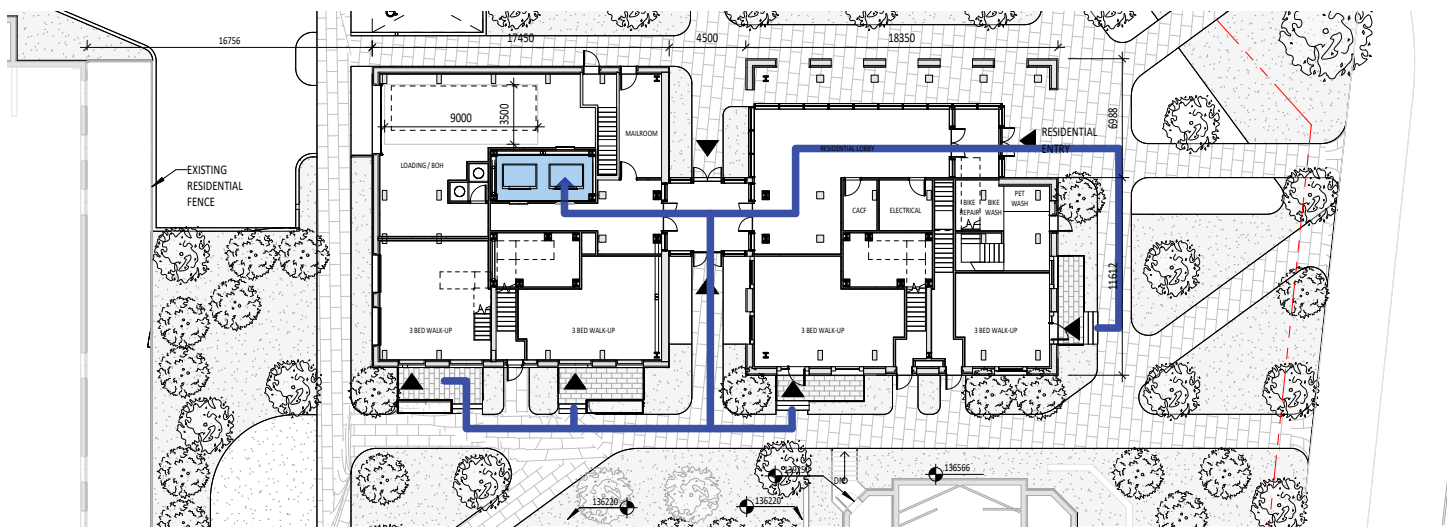 16756
17450
4500
18350
9000
3500
MAILROOM
6988
RESIDENTIAL
ENTRY
RESIDENTIAL LOBBY
LOADING / BOH
EXISTING
RESIDENTIAL
FENCE
CACF
ELECTRICAL
BIKE
REPAIR
BIKE
WASH
PET
WASH
11612
3 BED WALK-UP
3 BED WALK-UP
3 BED WALK-UP
3 BED WALK-UP
136566
DN
136220
136220